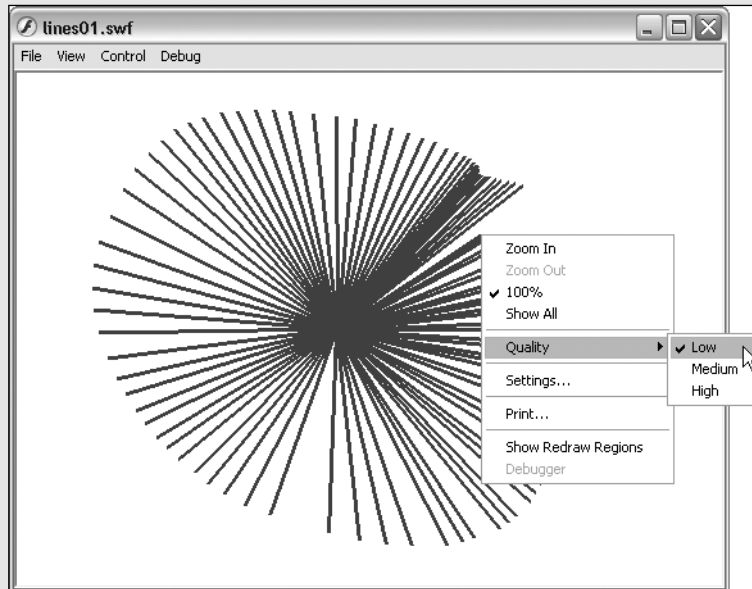 lines01.swf
File View Control Debug
Zoom In
Zoom Out
100%
Show All
Quality
Low
Medium
High
Settings...
Print...
Show Redraw Regions
Debugger